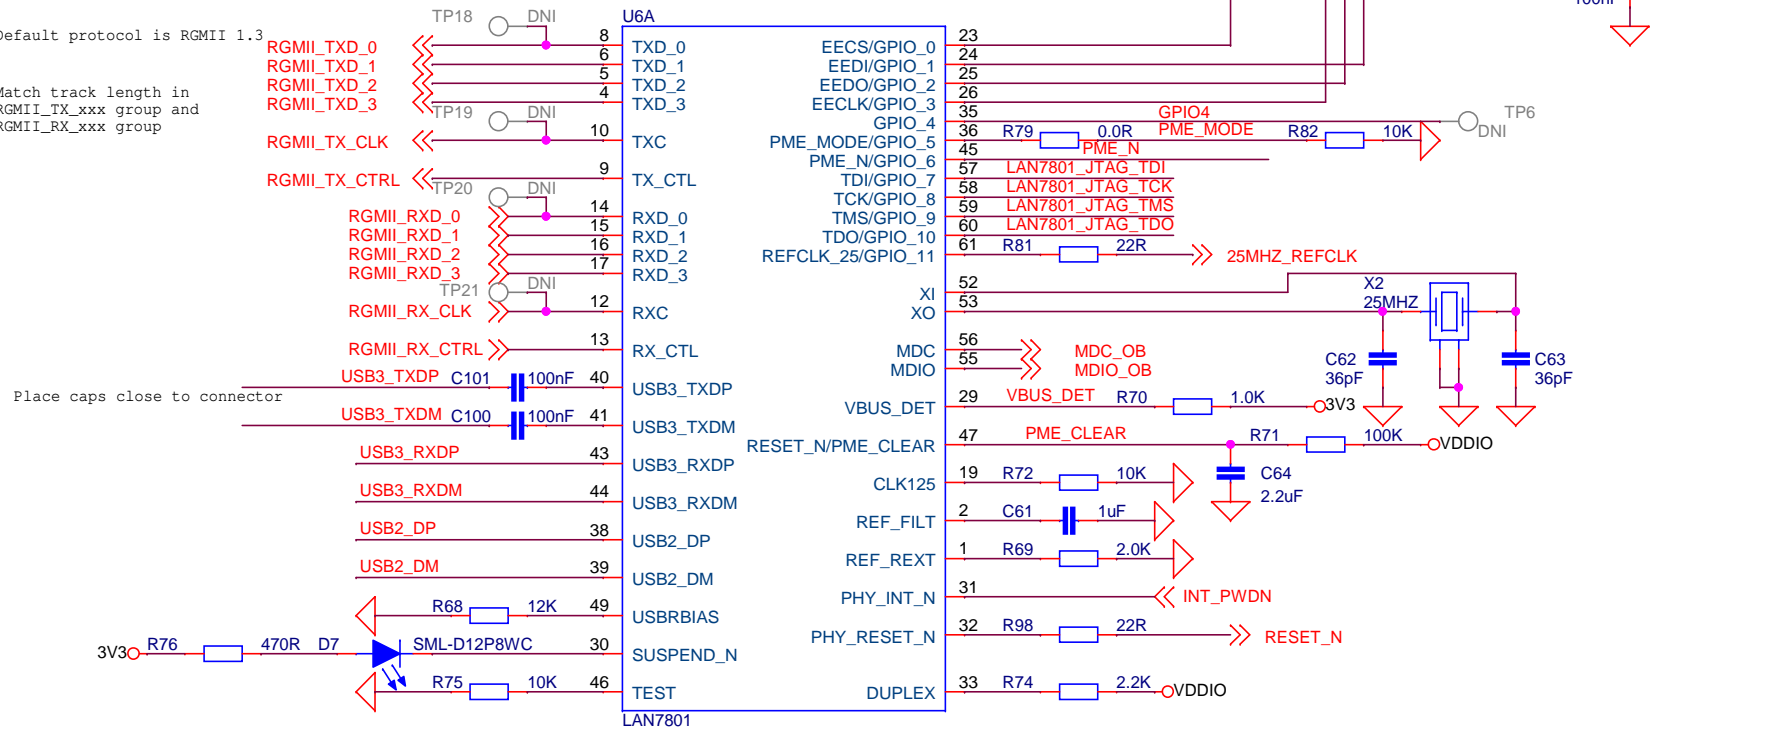 100nF
TP18 DNI U6A
Default protocol is RGMII 1.3
RGMII_TXD_0 8 TXD_0 EECS/GPIO_0 23
RGMII_TXD_1 6 TXD_1 EEDI/GPIO_1 24
RGMII_TXD_2 5 TXD_2 EEDO/GPIO_2 25
RGMII_TXD_3 4 TXD_3 EECLK/GPIO_3 26
Match track length in
RGMII_TX_xxx group and
RGMII_RX_xxx group
TP19 DNI GPIO_4 35 GPIO4 TP6 DNI
RGMII_TX_CLK 10 TXC PME_MODE/GPIO_5 36 R79 0.0R PME_MODE R82 10K
PME_N/GPIO_6 45 PME_N
RGMII_TX_CTRL 9 TX_CTL TDI/GPIO_7 57 LAN7801_JTAG_TDI
TP20 DNI TCK/GPIO_8 58 LAN7801_JTAG_TCK
RGMII_RXD_0 14 RXD_0 TMS/GPIO_9 59 LAN7801_JTAG_TMS
RGMII_RXD_1 15 RXD_1 TDO/GPIO_10 60 LAN7801_JTAG_TDO
RGMII_RXD_2 16 RXD_2 REFCLK_25/GPIO_11 61 R81 22R 25MHZ_REFCLK
RGMII_RXD_3 17 RXD_3
TP21 DNI XI 52 X2
25MHZ
RGMII_RX_CLK 12 RXC XO 53
RGMII_RX_CTRL 13 RX_CTL MDC 56 MDC_OB
MDIO 55 MDIO_OB
C62 36pF C63 36pF
USB3_TXDP C101 100nF 40 USB3_TXDP
Place caps close to connector
VBUS_DET 29 VBUS_DET R70 1.0K 3V3
USB3_TXDM C100 100nF 41 USB3_TXDM
RESET_N/PME_CLEAR 47 PME_CLEAR R71 100K VDDIO
USB3_RXDP 43 USB3_RXDP
C64 2.2uF
CLK125 19 R72 10K
USB3_RXDM 44 USB3_RXDM
REF_FILT 2 C61 1uF
USB2_DP 38 USB2_DP
REF_REXT 1 R69 2.0K
USB2_DM 39 USB2_DM
PHY_INT_N 31 INT_PWDN
R68 12K 49 USBRBIAS
PHY_RESET_N 32 R98 22R RESET_N
3V3 R76 470R D7 SML-D12P8WC 30 SUSPEND_N
R75 10K 46 TEST DUPLEX 33 R74 2.2K VDDIO
LAN7801